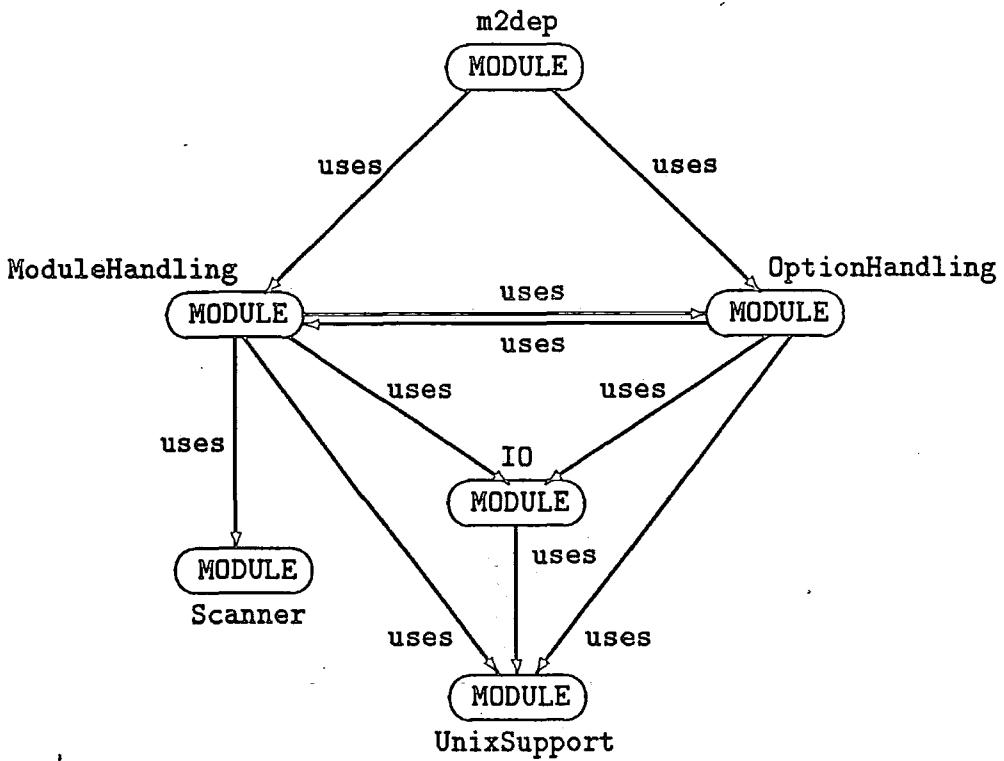 m2dep
MODULE
uses
uses
ModuleHandling
OptionHandling
MODULE
uses
MODULE
uses
uses
uses
uses
IO
MODULE
uses
MODULE
Scanner
uses
uses
MODULE
UnixSupport